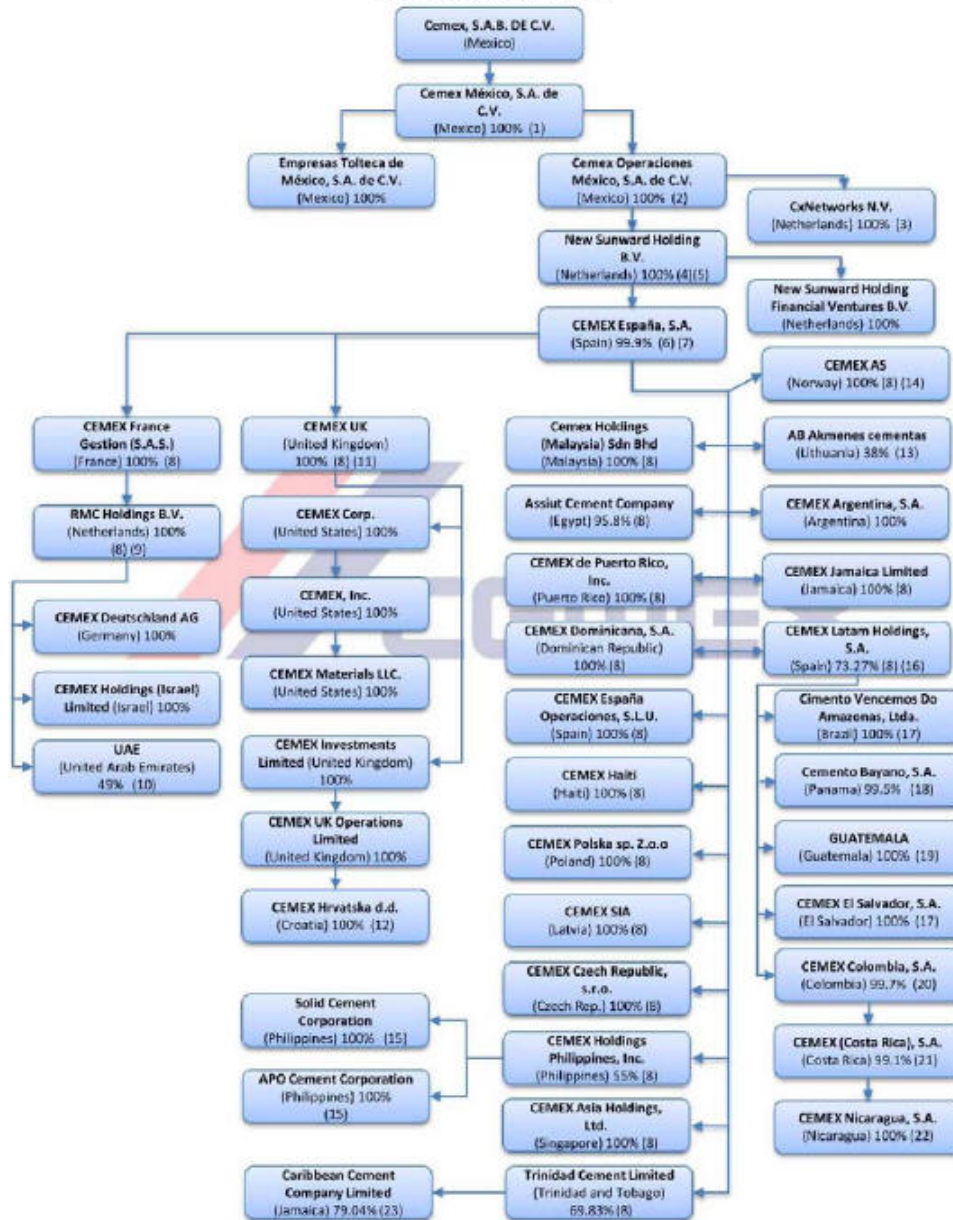 Cemex, S.A.B. DE C.V.
(Mexico)
Cemex México, S.A. de
C.V.
(Mexico) 100% (1)
Empresas Tolteca de
México, S.A. de C.V.
(Mexico) 100%
Cemex Operaciones
México, S.A. de C.V.
(Mexico) 100% (2)
CxNetworks N.V.
(Netherlands) 100% (3)
New Sunward Holding
B.V.
(Netherlands) 100% (4)(5)
New Sunward Holding
Financial Ventures B.V.
(Netherlands) 100%
CEMEX España, S.A.
(Spain) 99.9% (6) (7)
CEMEX AS
(Norway) 100% (8) (14)
CEMEX France
Gestion (S.A.S.)
(France) 100% (8)
CEMEX UK
(United Kingdom)
100% (8) (11)
Cemex Holdings
(Malaysia) Sdn Bhd
(Malaysia) 100% (8)
AB Akmenes cementas
(Lithuania) 38% (13)
RMC Holdings B.V.
(Netherlands) 100%
(8) (9)
CEMEX Corp.
(United States) 100%
Assiut Cement Company
(Egypt) 95.8% (8)
CEMEX Argentina, S.A.
(Argentina) 100%
CEMEX, Inc.
(United States) 100%
CEMEX de Puerto Rico,
Inc.
(Puerto Rico) 100% (8)
CEMEX Jamaica Limited
(Jamaica) 100% (8)
CEMEX Deutschland AG
(Germany) 100%
CEMEX Materials LLC.
(United States) 100%
CEMEX Dominicana, S.A.
(Dominican Republic)
100% (8)
CEMEX Latam Holdings,
S.A.
(Spain) 73.27% (8) (16)
CEMEX Holdings (Israel)
Limited (Israel) 100%
CEMEX España
Operaciones, S.L.U.
(Spain) 100% (8)
Cimento Vencemos Do
Amazonas, Ltda.
(Brazil) 100% (17)
UAE
(United Arab Emirates)
49% (10)
CEMEX Investments
Limited (United Kingdom)
100%
CEMEX Haiti
(Haiti) 100% (8)
Cemento Bayano, S.A.
(Panama) 99.5% (18)
CEMEX UK Operations
Limited
(United Kingdom) 100%
CEMEX Polska sp. Z.o.o
(Poland) 100% (8)
GUATEMALA
(Guatemala) 100% (19)
CEMEX Hrvatska d.d.
(Croatia) 100% (12)
CEMEX SIA
(Latvia) 100% (8)
CEMEX El Salvador, S.A.
(El Salvador) 100% (17)
CEMEX Czech Republic,
s.r.o.
(Czech Rep.) 100% (8)
CEMEX Colombia, S.A.
(Colombia) 99.7% (20)
Solid Cement
Corporation
(Philippines) 100% (15)
CEMEX Holdings
Philippines, Inc.
(Philippines) 55% (8)
CEMEX (Costa Rica), S.A.
(Costa Rica) 99.1% (21)
APO Cement Corporation
(Philippines) 100%
(15)
CEMEX Asia Holdings,
Ltd.
(Singapore) 100% (8)
CEMEX Nicaragua, S.A.
(Nicaragua) 100% (22)
Caribbean Cement
Company Limited
(Jamaica) 79.04% (23)
Trinidad Cement Limited
(Trinidad and Tobago)
69.83% (8)